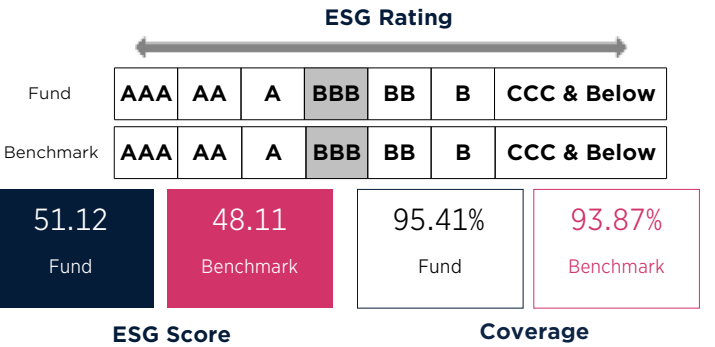 ESG Rating
Fund AAA AA A BBB BB B CCC & Below
Benchmark AAA AA A BBB BB B CCC & Below
51.12 48.11 95.41% 93.87%
Fund Benchmark Fund Benchmark
ESG Score Coverage